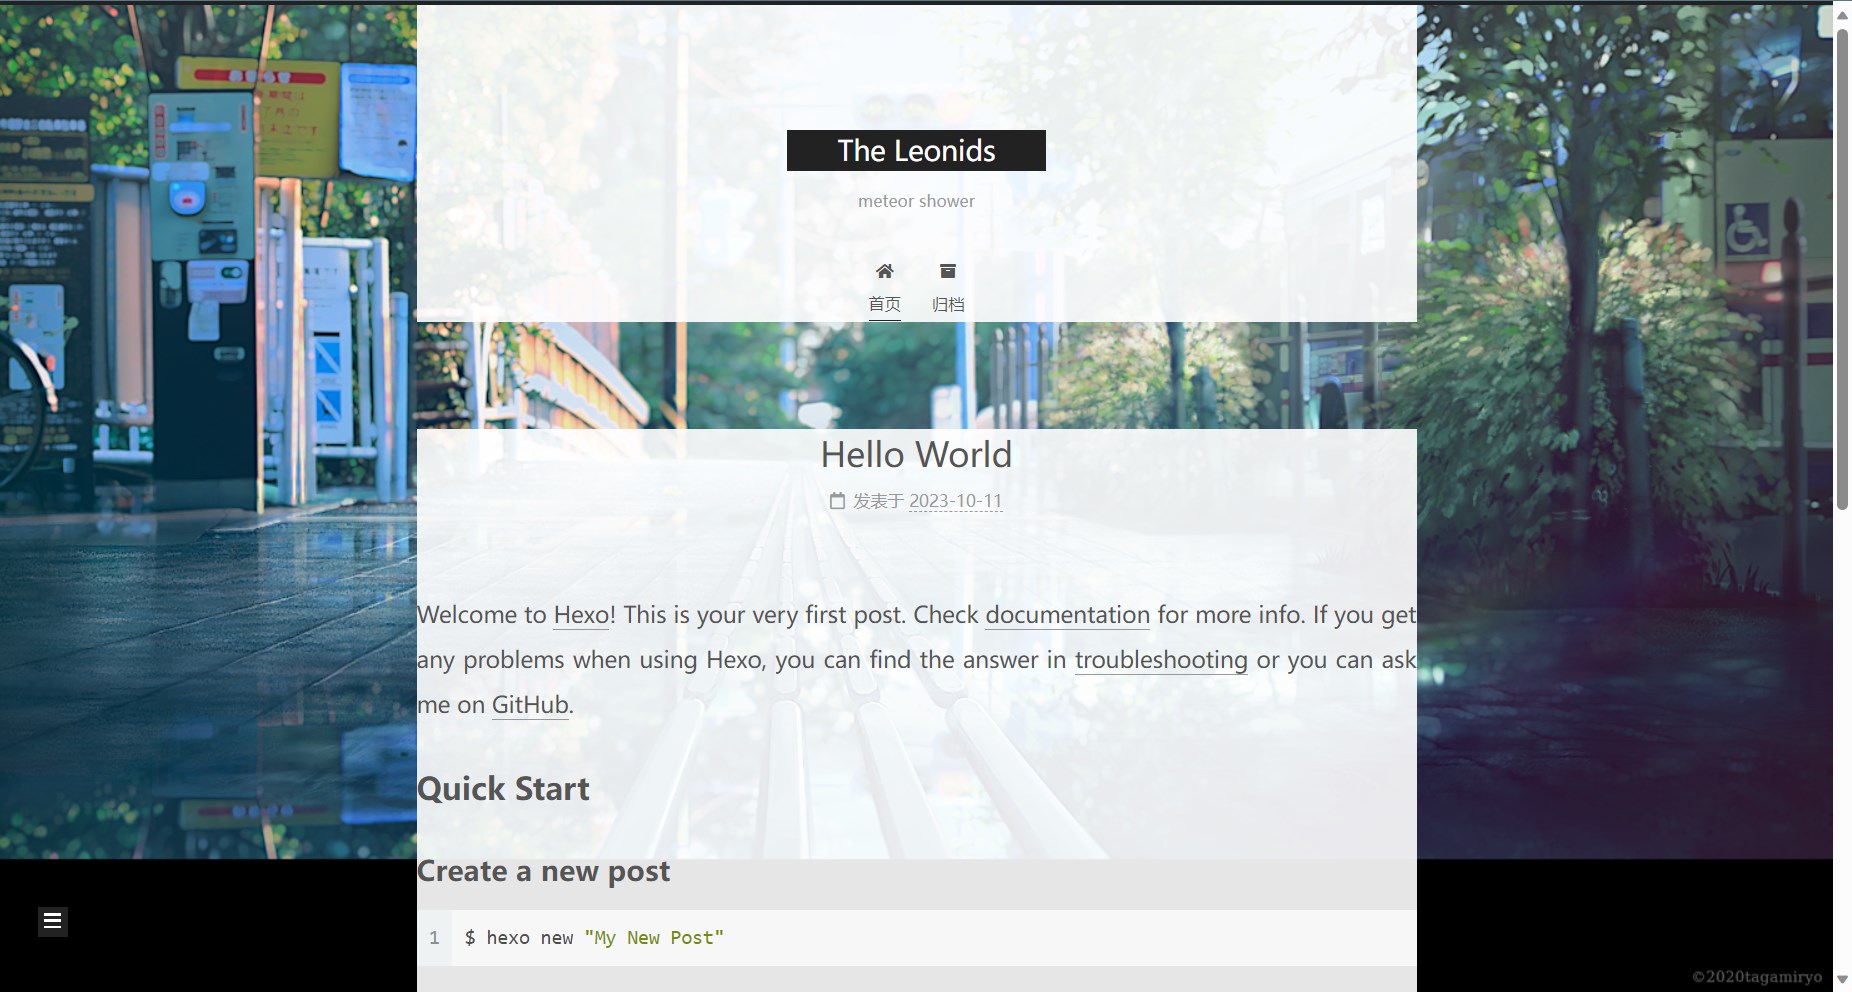 The Leonids
meteor shower
首页 归档
Hello World
发表于 2023-10-11
Welcome to Hexo! This is your very first post. Check documentation for more info. If you get
any problems when using Hexo, you can find the answer in troubleshooting or you can ask
me on GitHub.
Quick Start
Create a new post
1 $ hexo new "My New Post"
©2020tagamiryo